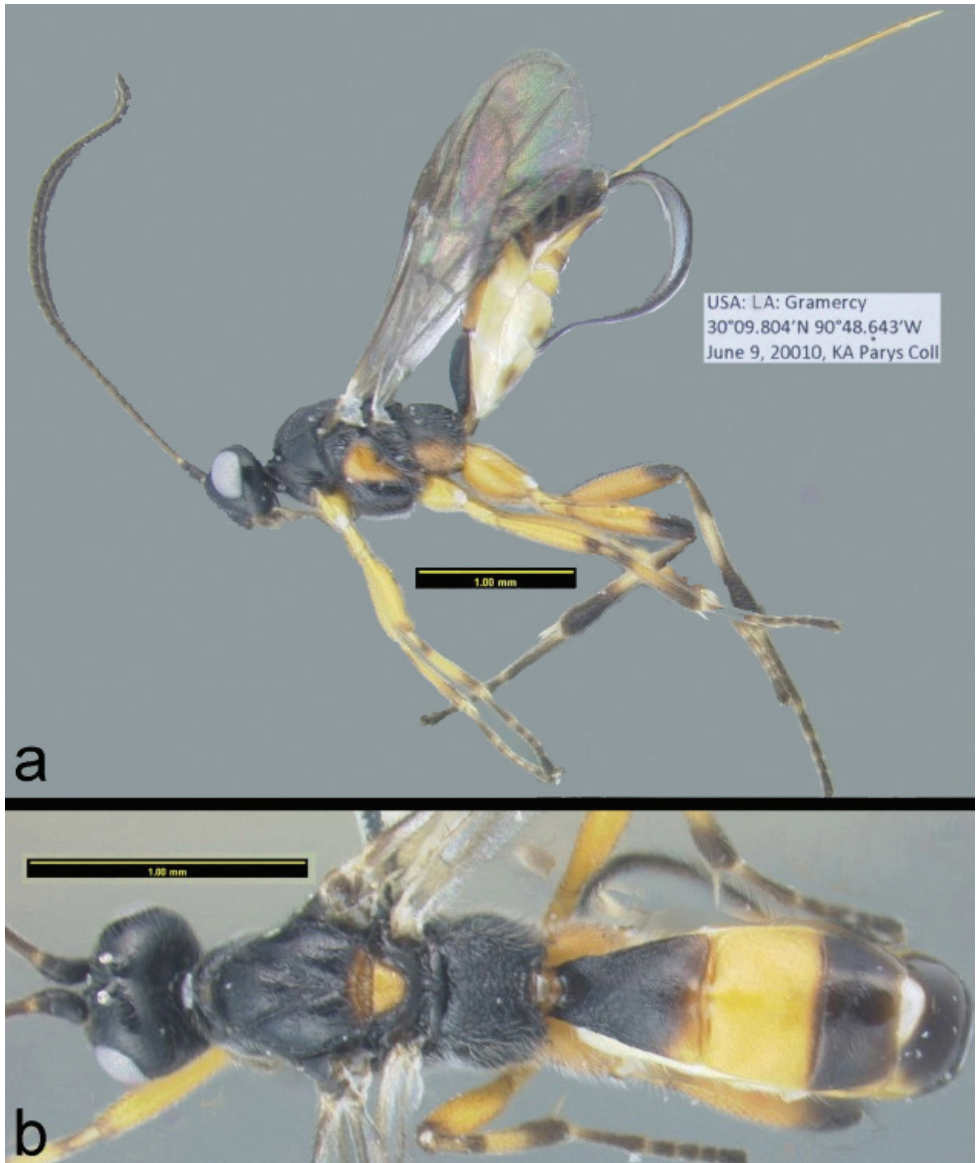 USA: LA: Gramercy
30°09.804'N 90°48.643'W
June 9, 20010, KA Parys Coll
1.00 mm
a
1.00 mm
b